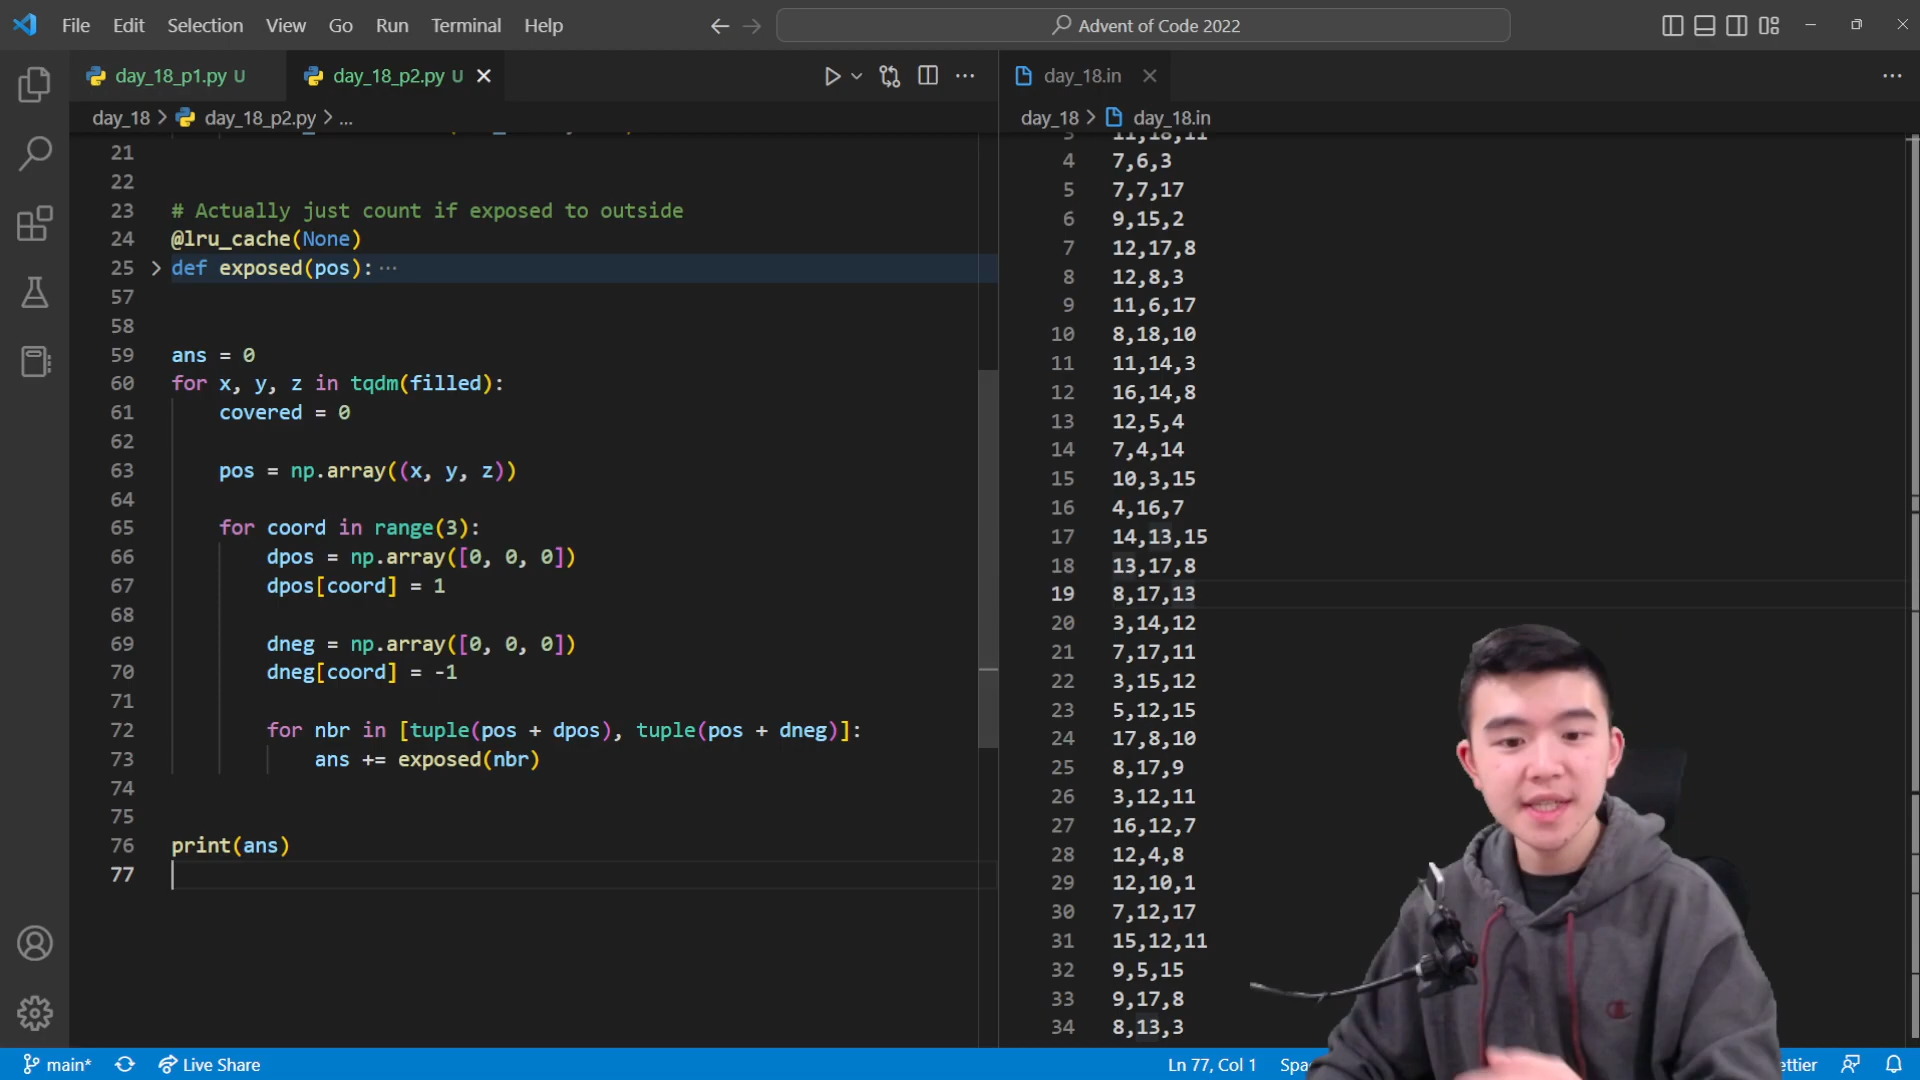 File Edit Selection View Go Run Terminal Help
Advent of Code 2022
day_18_p1.py U
day_18_p2.py U
day_18 > day_18_p2.py > ...
21
22
23 # Actually just count if exposed to outside
24 @lru_cache(None)
25 def exposed(pos): ...
57
58
59 ans = 0
60 for x, y, z in tqdm(filled):
61 covered = 0
62
63 pos = np.array((x, y, z))
64
65 for coord in range(3):
66 dpos = np.array([0, 0, 0])
67 dpos[coord] = 1
68
69 dneg = np.array([0, 0, 0])
70 dneg[coord] = -1
71
72 for nbr in [tuple(pos + dpos), tuple(pos + dneg)]:
73 ans += exposed(nbr)
74
75
76 print(ans)
77
day_18.in
day_18 > day_18.in
3 11,18,11
4 7,6,3
5 7,7,17
6 9,15,2
7 12,17,8
8 12,8,3
9 11,6,17
10 8,18,10
11 11,14,3
12 16,14,8
13 12,5,4
14 7,4,14
15 10,3,15
16 4,16,7
17 14,13,15
18 13,17,8
19 8,17,13
20 3,14,12
21 7,17,11
22 3,15,12
23 5,12,15
24 17,8,10
25 8,17,9
26 3,12,11
27 16,12,7
28 12,4,8
29 12,10,1
30 7,12,17
31 15,12,11
32 9,5,15
33 9,17,8
34 8,13,3
main* Live Share
Ln 77, Col 1